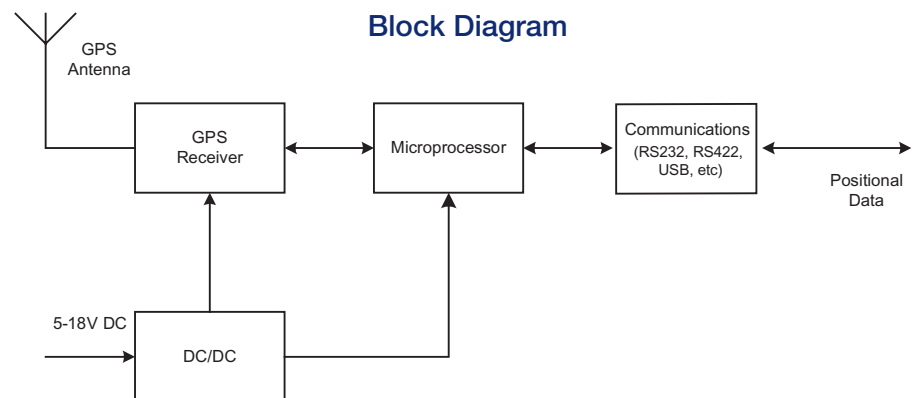 Block Diagram
GPS
Antenna
GPS
Receiver
Microprocessor
Communications
(RS232, RS422,
USB, etc)
Positional
Data
5-18V DC
DC/DC